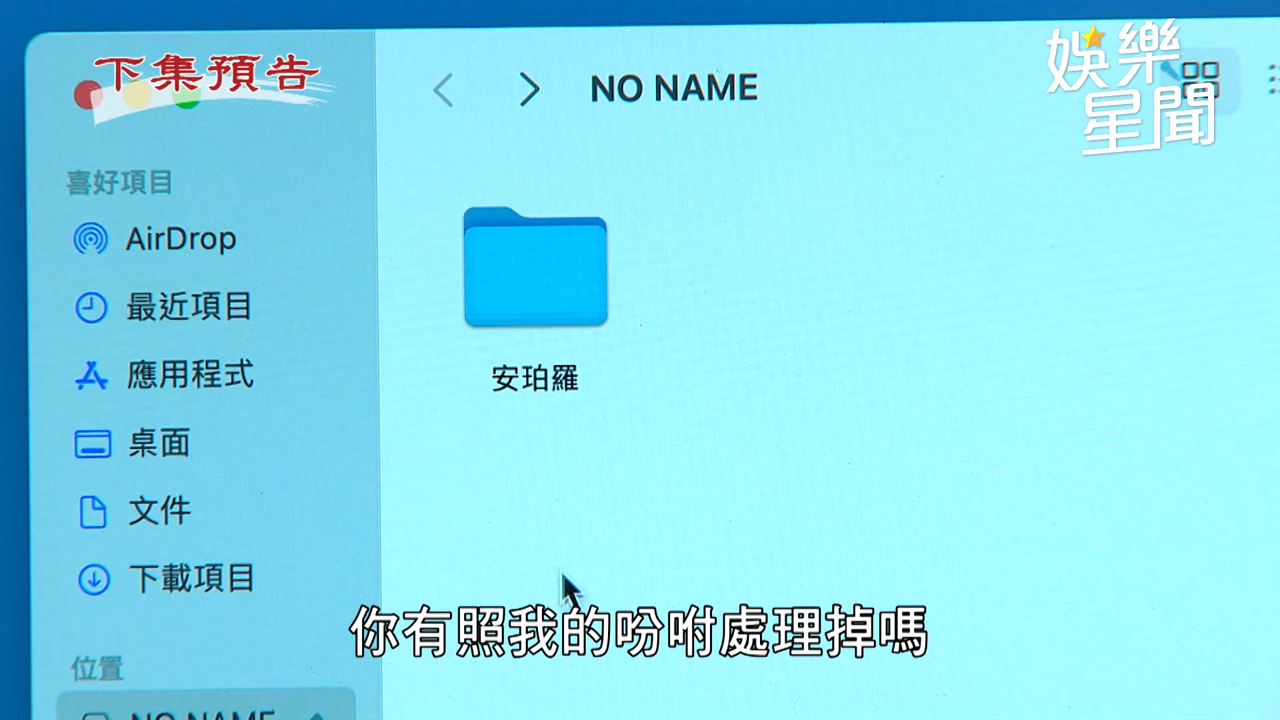 下集預告
NO NAME
娛樂
星聞
喜好項目
AirDrop
最近項目
應用程式
桌面
文件
下載項目
位置
NO NAME
安珀羅
你有照我的吩咐處理掉嗎